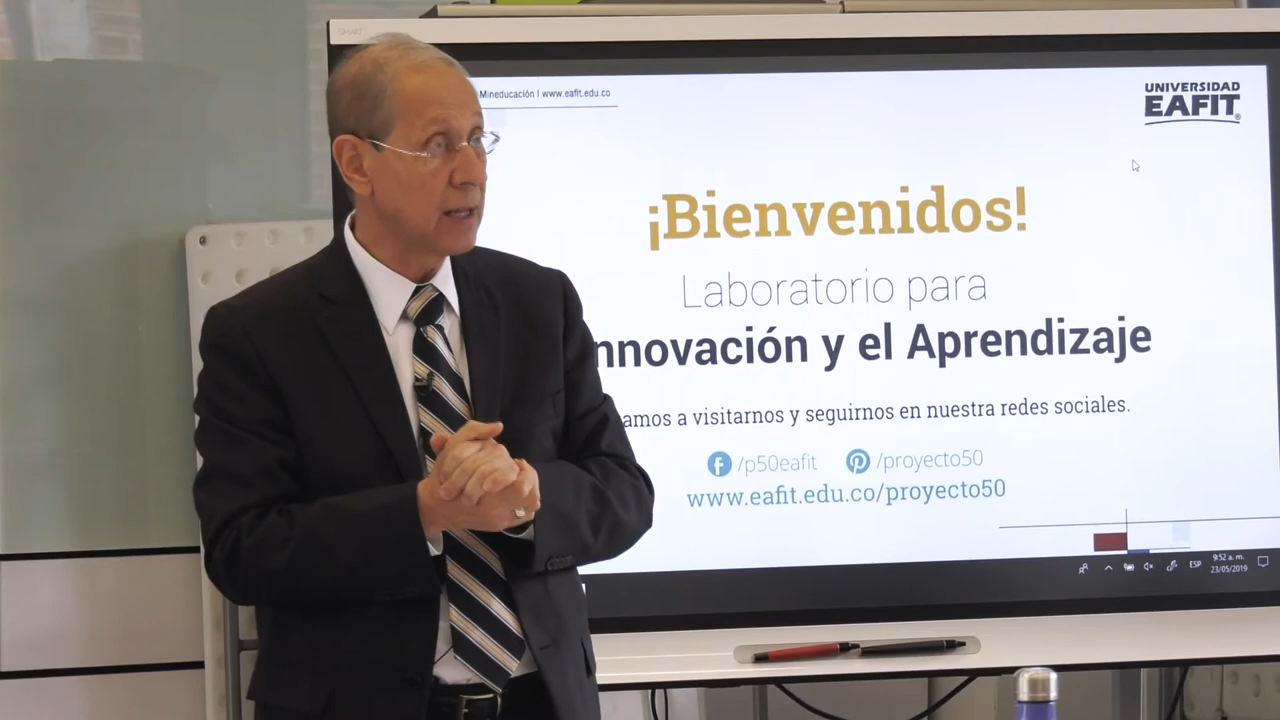 SMART
Mineducación | www.eafit.edu.co
UNIVERSIDAD
EAFIT
¡Bienvenidos!
Laboratorio para
nnovación y el Aprendizaje
amos a visitarnos y seguirnos en nuestra redes sociales.
/p50eafit /proyecto50
www.eafit.edu.co/proyecto50
ESP 9:52 a. m.
23/05/2019